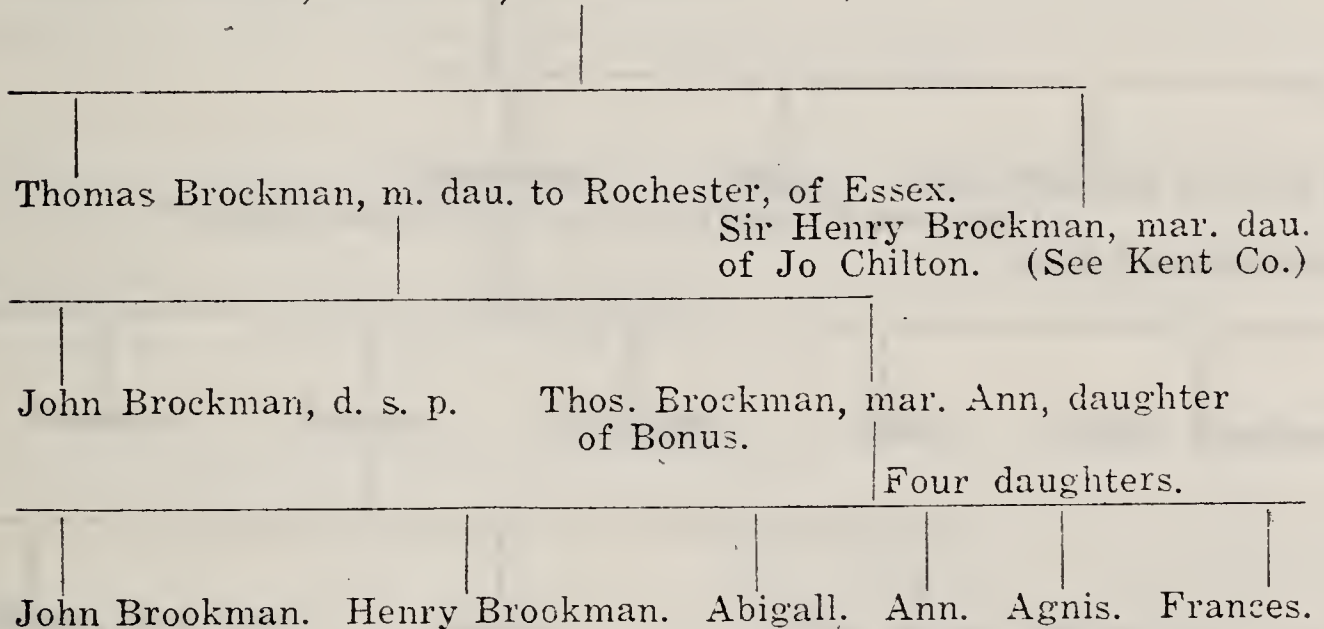 Thomas Brockman, m. dau. to Rochester, of Essex.
Sir Henry Brockman, mar. dau.
of Jo Chilton. (See Kent Co.)
John Brockman, d. s. p.
Thos. Brockman, mar. Ann, daughter
of Bonus.
Four daughters.
John Brookman. Henry Brookman. Abigall. Ann. Agnis. Frances.